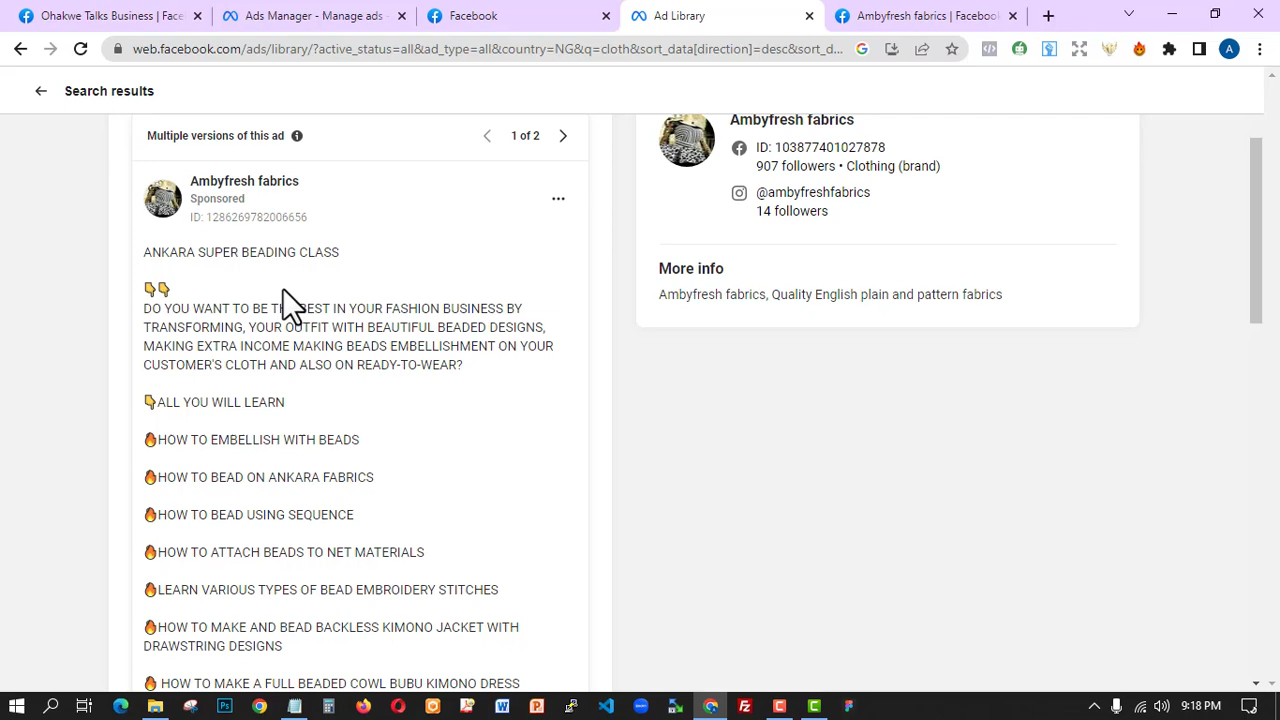 Ohakwe Talks Business | Face
Ads Manager - Manage ads -
Facebook
Ad Library
Ambyfresh fabrics | Facebook
web.facebook.com/ads/library/?active_status=all&ad_type=all&country=NG&q=cloth&sort_data[direction]=desc&sort_d...
A
Search results
Multiple versions of this ad
1 of 2
Ambyfresh fabrics
Sponsored
ID: 1286269782006656
ANKARA SUPER BEADING CLASS
👇👇
DO YOU WANT TO BE THE BEST IN YOUR FASHION BUSINESS BY
TRANSFORMING, YOUR OUTFIT WITH BEAUTIFUL BEADED DESIGNS,
MAKING EXTRA INCOME MAKING BEADS EMBELLISHMENT ON YOUR
CUSTOMER'S CLOTH AND ALSO ON READY-TO-WEAR?
👇ALL YOU WILL LEARN
🔥HOW TO EMBELLISH WITH BEADS
🔥HOW TO BEAD ON ANKARA FABRICS
🔥HOW TO BEAD USING SEQUENCE
🔥HOW TO ATTACH BEADS TO NET MATERIALS
🔥LEARN VARIOUS TYPES OF BEAD EMBROIDERY STITCHES
🔥HOW TO MAKE AND BEAD BACKLESS KIMONO JACKET WITH
DRAWSTRING DESIGNS
🔥 HOW TO MAKE A FULL BEADED COWL BUBU KIMONO DRESS
Ambyfresh fabrics
ID: 103877401027878
907 followers • Clothing (brand)
@ambyfreshfabrics
14 followers
More info
Ambyfresh fabrics, Quality English plain and pattern fabrics
9:18 PM